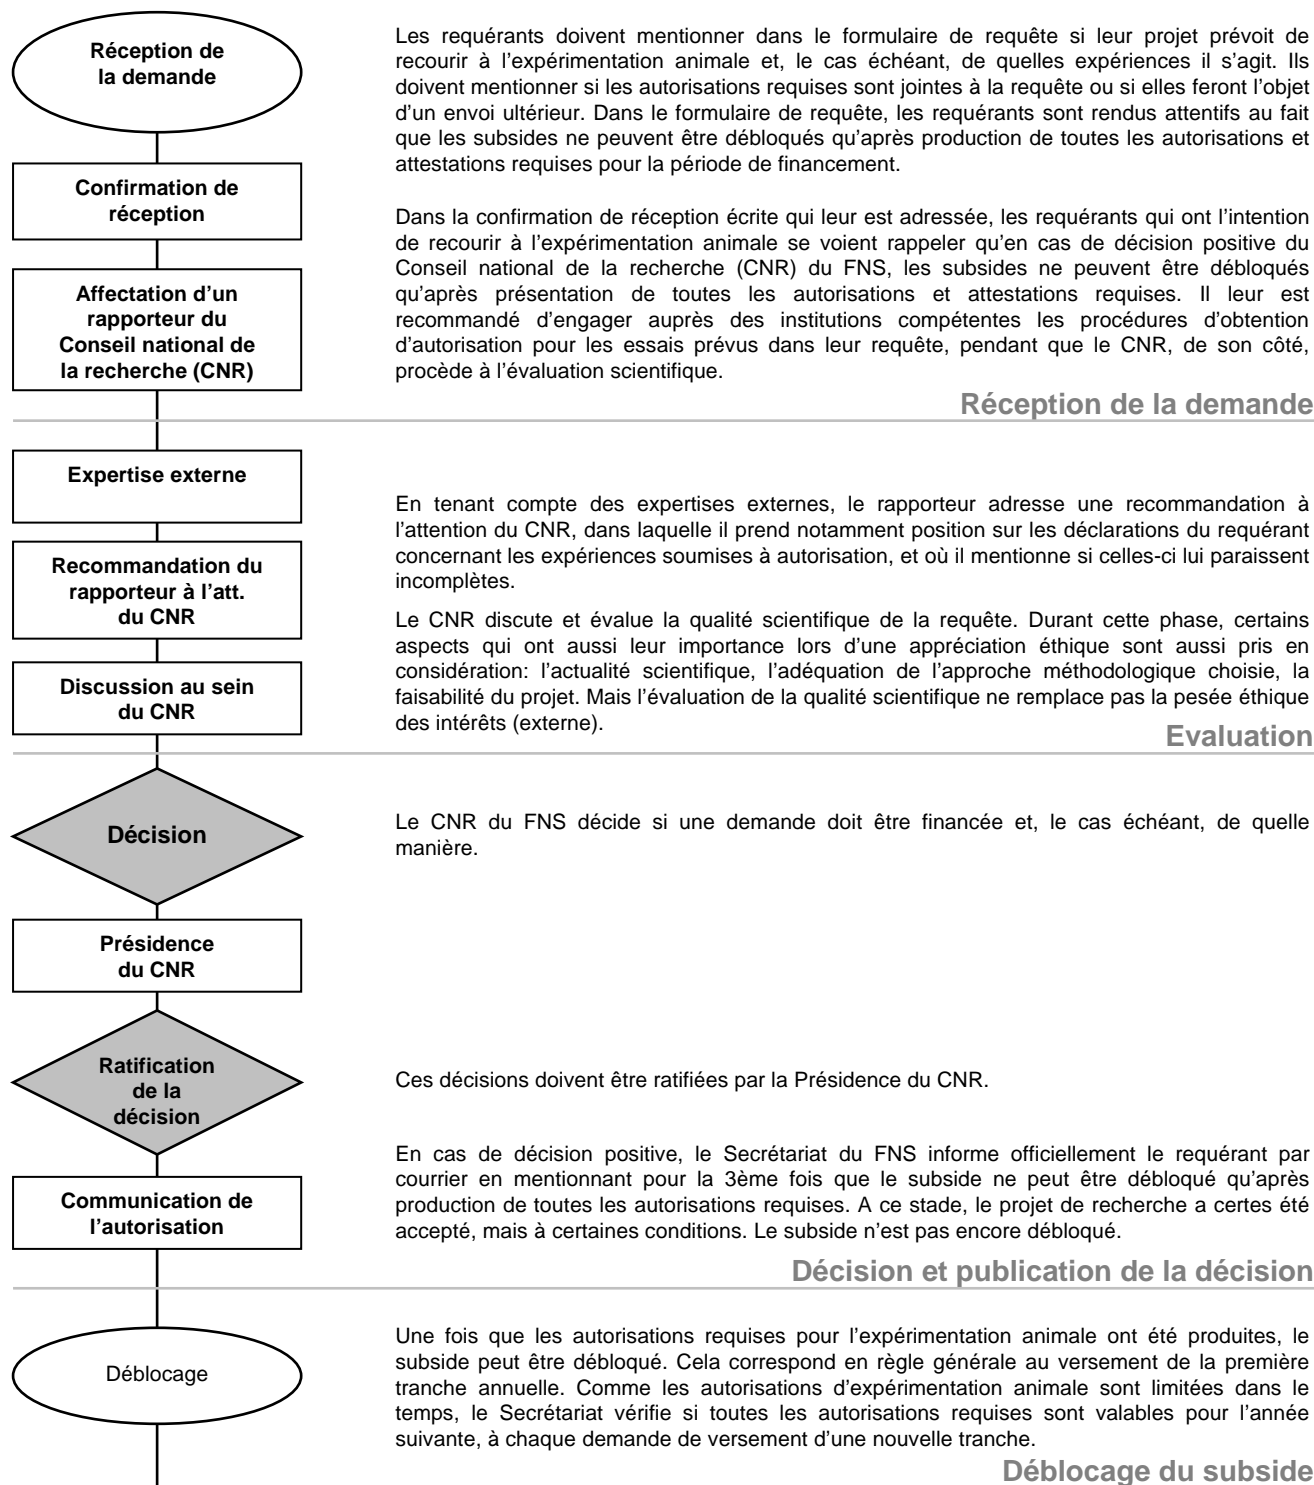 Réception de
la demande
Les requérants doivent mentionner dans le formulaire de requête si leur projet prévoit de
recourir à l’expérimentation animale et, le cas échéant, de quelles expériences il s’agit. Ils
doivent mentionner si les autorisations requises sont jointes à la requête ou si elles feront l’objet
d’un envoi ultérieur. Dans le formulaire de requête, les requérants sont rendus attentifs au fait
que les subsides ne peuvent être débloqués qu’après production de toutes les autorisations et
attestations requises pour la période de financement.
Confirmation de
réception
Dans la confirmation de réception écrite qui leur est adressée, les requérants qui ont l’intention
de recourir à l’expérimentation animale se voient rappeler qu’en cas de décision positive du
Conseil national de la recherche (CNR) du FNS, les subsides ne peuvent être débloqués
qu’après présentation de toutes les autorisations et attestations requises. Il leur est
recommandé d’engager auprès des institutions compétentes les procédures d’obtention
d’autorisation pour les essais prévus dans leur requête, pendant que le CNR, de son côté,
procède à l’évaluation scientifique.
Affectation d’un
rapporteur du
Conseil national de
la recherche (CNR)
Réception de la demande
Expertise externe
En tenant compte des expertises externes, le rapporteur adresse une recommandation à
l’attention du CNR, dans laquelle il prend notamment position sur les déclarations du requérant
concernant les expériences soumises à autorisation, et où il mentionne si celles-ci lui paraissent
incomplètes.
Recommandation du
rapporteur à l’att.
du CNR
Le CNR discute et évalue la qualité scientifique de la requête. Durant cette phase, certains
aspects qui ont aussi leur importance lors d’une appréciation éthique sont aussi pris en
considération: l’actualité scientifique, l’adéquation de l’approche méthodologique choisie, la
faisabilité du projet. Mais l’évaluation de la qualité scientifique ne remplace pas la pesée éthique
des intérêts (externe).
Discussion au sein
du CNR
Evaluation
Décision
Le CNR du FNS décide si une demande doit être financée et, le cas échéant, de quelle
manière.
Présidence
du CNR
Ratification
de la
décision
Ces décisions doivent être ratifiées par la Présidence du CNR.
En cas de décision positive, le Secrétariat du FNS informe officiellement le requérant par
courrier en mentionnant pour la 3ème fois que le subside ne peut être débloqué qu’après
production de toutes les autorisations requises. A ce stade, le projet de recherche a certes été
accepté, mais à certaines conditions. Le subside n’est pas encore débloqué.
Communication de
l’autorisation
Décision et publication de la décision
Déblocage
Une fois que les autorisations requises pour l’expérimentation animale ont été produites, le
subside peut être débloqué. Cela correspond en règle générale au versement de la première
tranche annuelle. Comme les autorisations d’expérimentation animale sont limitées dans le
temps, le Secrétariat vérifie si toutes les autorisations requises sont valables pour l’année
suivante, à chaque demande de versement d’une nouvelle tranche.
Déblocage du subside